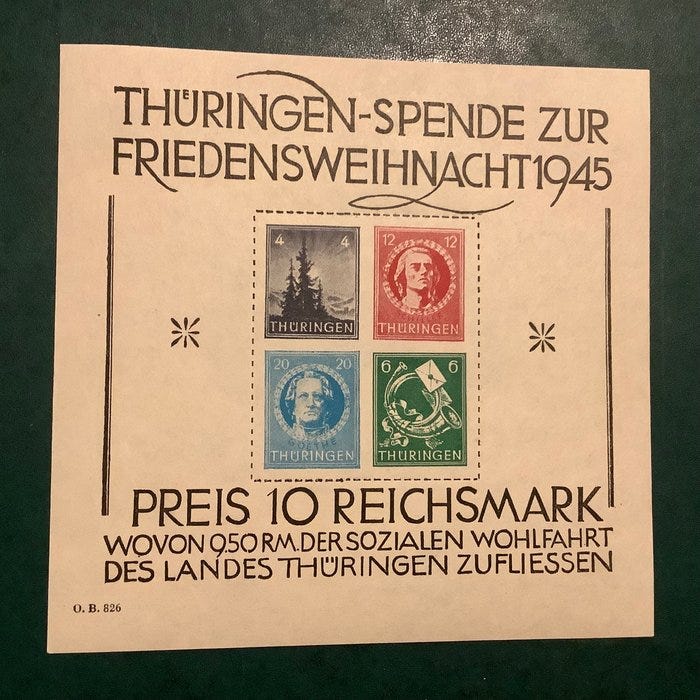 THÜRINGEN-SPENDE ZUR
FRIEDENSWEIHNACHT 1945
4 4
THÜRINGEN
12 12
THÜRINGEN
20 20
GOETHE
THÜRINGEN
6 6
THÜRINGEN
PREIS 10 REICHSMARK
WOVON 9.50 RM. DER SOZIALEN WOHLFAHRT
DES LANDES THÜRINGEN ZUFLIESSEN
O. B. 826